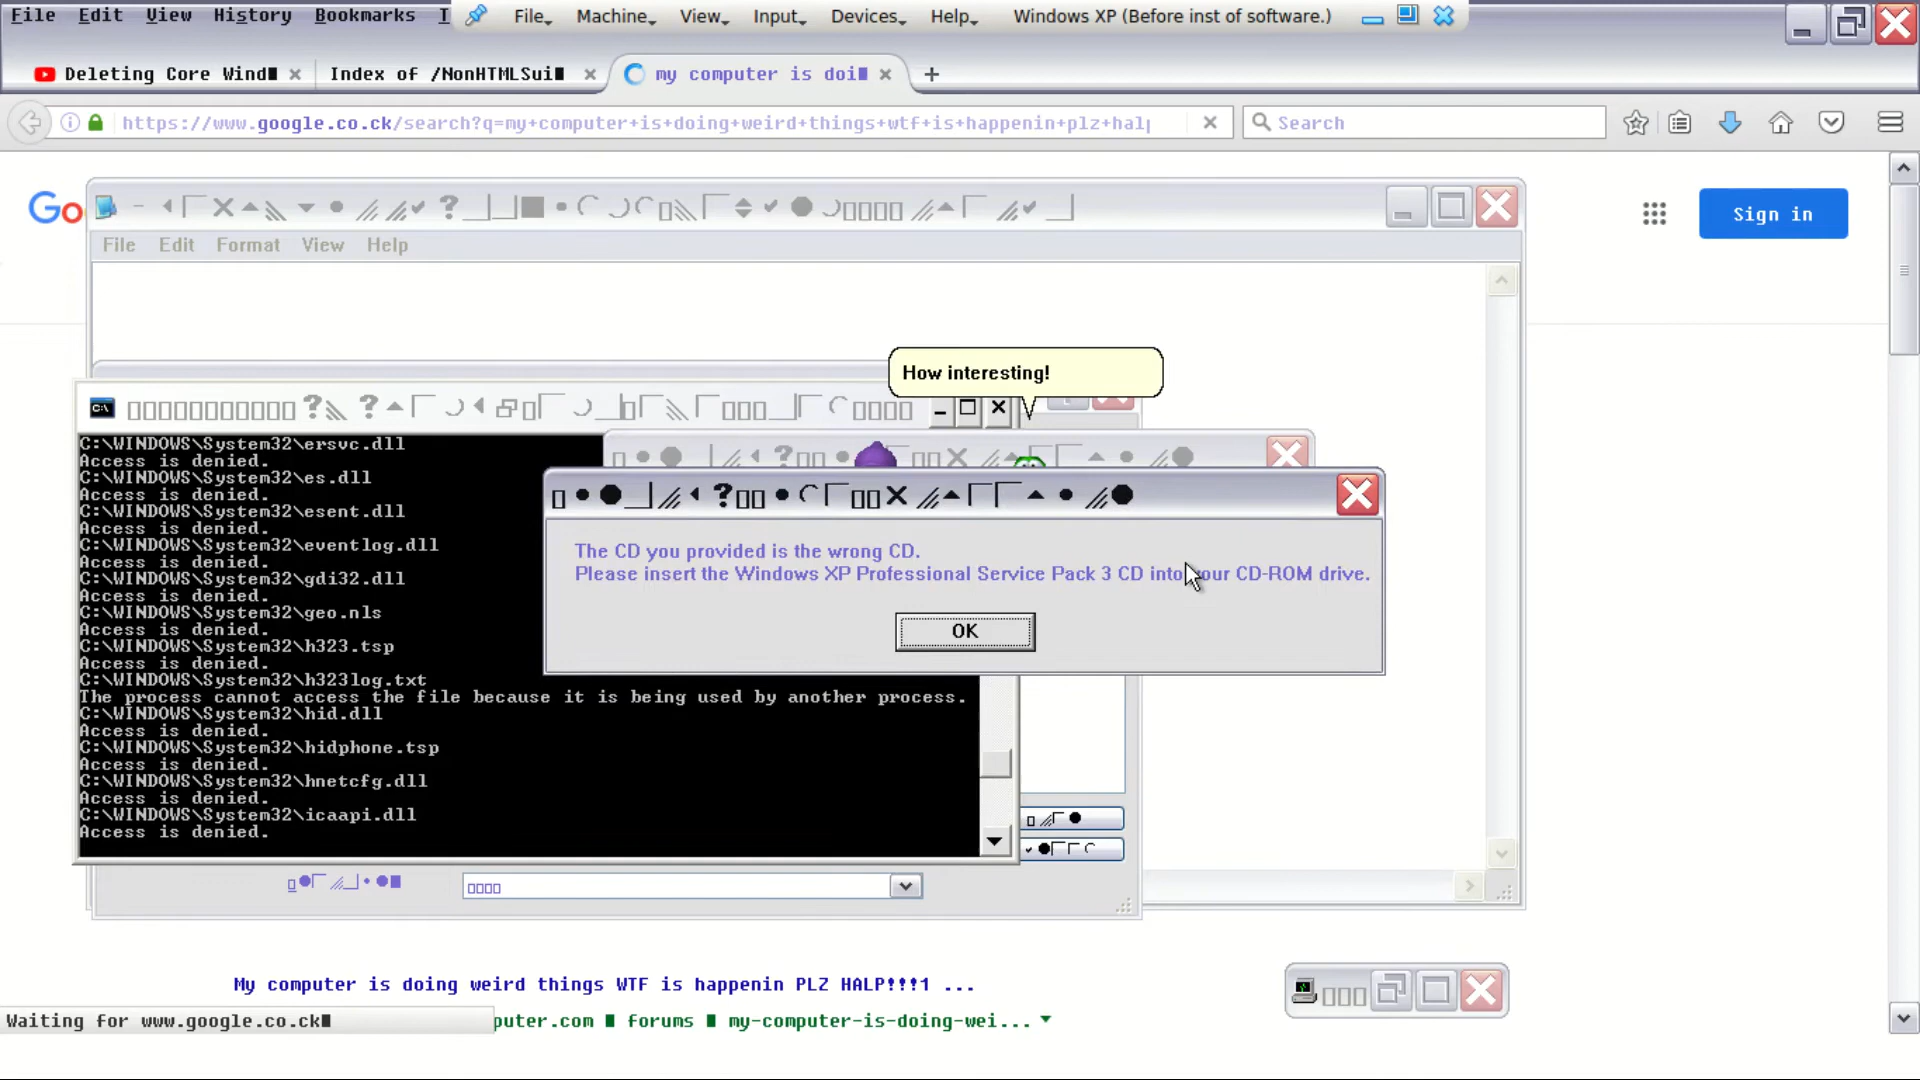 File Edit View History Bookmarks T
File Machine View Input Devices Help Windows XP (Before inst of software.)
Deleting Core Wind
Index of /NonHTMLSui
my computer is doi
https://www.google.co.ck/search?q=my+computer+is+doing+weird+things+wtf+is+happenin+plz+hal
Search
Go
Sign in
File Edit Format View Help
How interesting!
C:\WINDOWS\System32\ersvc.dll
Access is denied.
C:\WINDOWS\System32\es.dll
Access is denied.
C:\WINDOWS\System32\esent.dll
Access is denied.
C:\WINDOWS\System32\eventlog.dll
Access is denied.
C:\WINDOWS\System32\gdi32.dll
Access is denied.
C:\WINDOWS\System32\geo.nls
Access is denied.
C:\WINDOWS\System32\h323.tsp
Access is denied.
C:\WINDOWS\System32\h323log.txt
The process cannot access the file because it is being used by another process.
C:\WINDOWS\System32\hid.dll
Access is denied.
C:\WINDOWS\System32\hidphone.tsp
Access is denied.
C:\WINDOWS\System32\hnetcfg.dll
Access is denied.
C:\WINDOWS\System32\icaapi.dll
Access is denied.
The CD you provided is the wrong CD.
Please insert the Windows XP Professional Service Pack 3 CD into your CD-ROM drive.
OK
My computer is doing weird things WTF is happenin PLZ HALP!!!1 ...
Waiting for www.google.co.ck
puter.com forums my-computer-is-doing-wei...